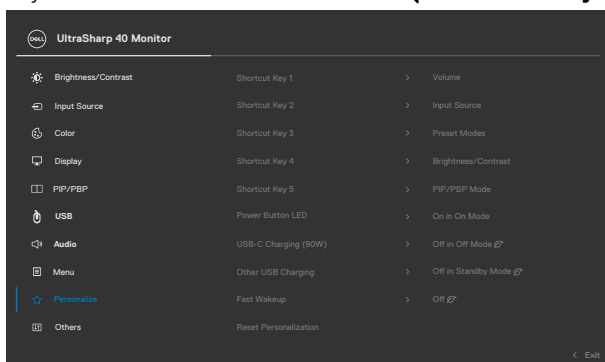 DELL UltraSharp 40 Monitor
Brightness/Contrast Shortcut Key 1 > Volume
Input Source Shortcut Key 2 > Input Source
Color Shortcut Key 3 > Preset Modes
Display Shortcut Key 4 > Brightness/Contrast
PIP/PBP Shortcut Key 5 > PIP/PBP Mode
USB Power Button LED > On in On Mode
Audio USB-C Charging (90W) > Off in Off Mode
Menu Other USB Charging > Off in Standby Mode
Personalize Fast Wakeup > Off
Others Reset Personalization
< Exit